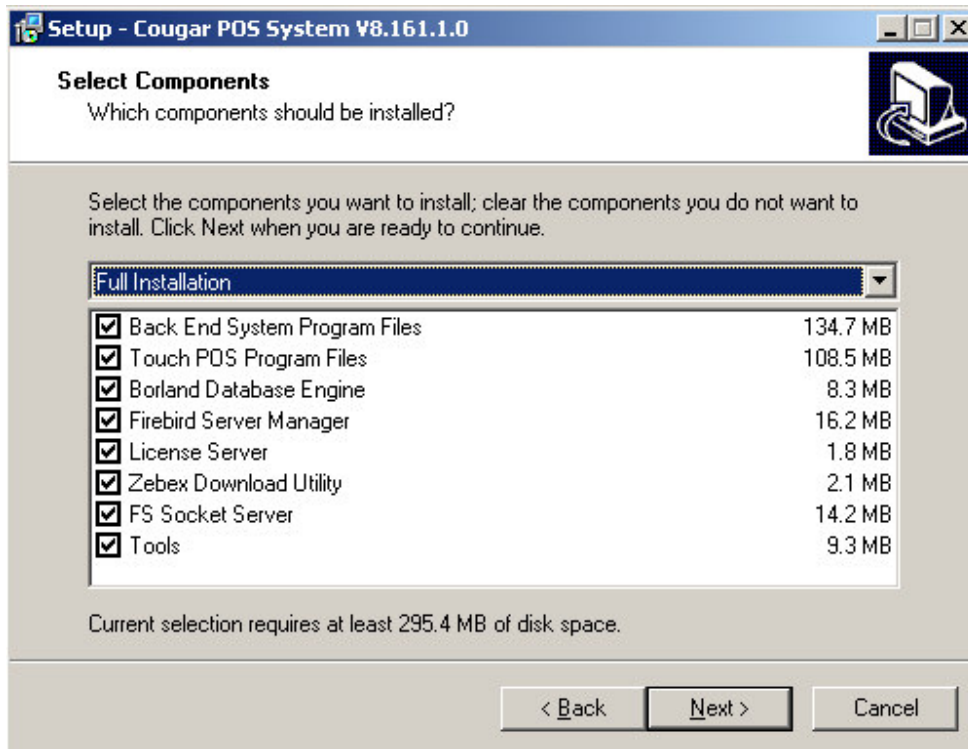 Setup - Cougar POS System V8.161.1.0
Select Components
Which components should be installed?
Select the components you want to install; clear the components you do not want to
install. Click Next when you are ready to continue.
Full Installation
Back End System Program Files 134.7 MB
Touch POS Program Files 108.5 MB
Borland Database Engine 8.3 MB
Firebird Server Manager 16.2 MB
License Server 1.8 MB
Zebex Download Utility 2.1 MB
FS Socket Server 14.2 MB
Tools 9.3 MB
Current selection requires at least 295.4 MB of disk space.
< Back Next > Cancel